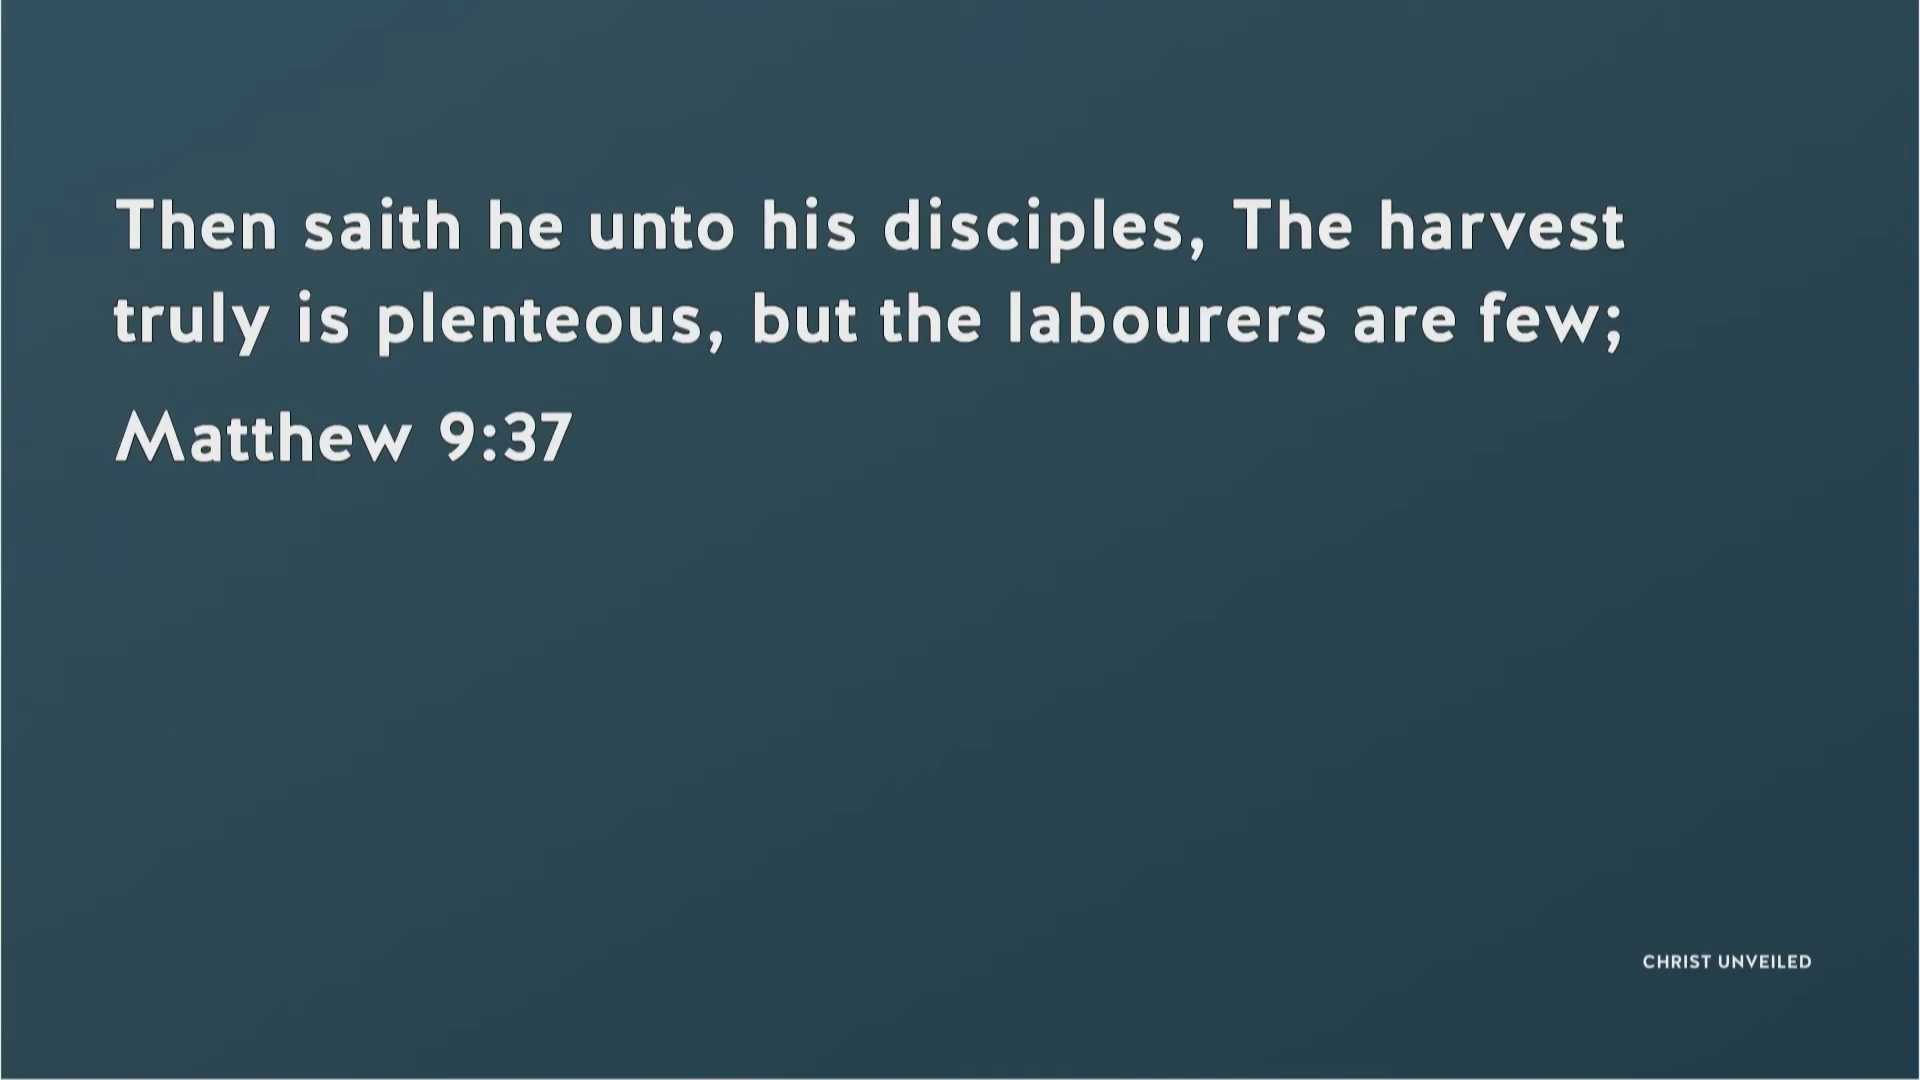 Then saith he unto his disciples, The harvest
truly is plenteous, but the labourers are few;
Matthew 9:37
CHRIST UNVEILED